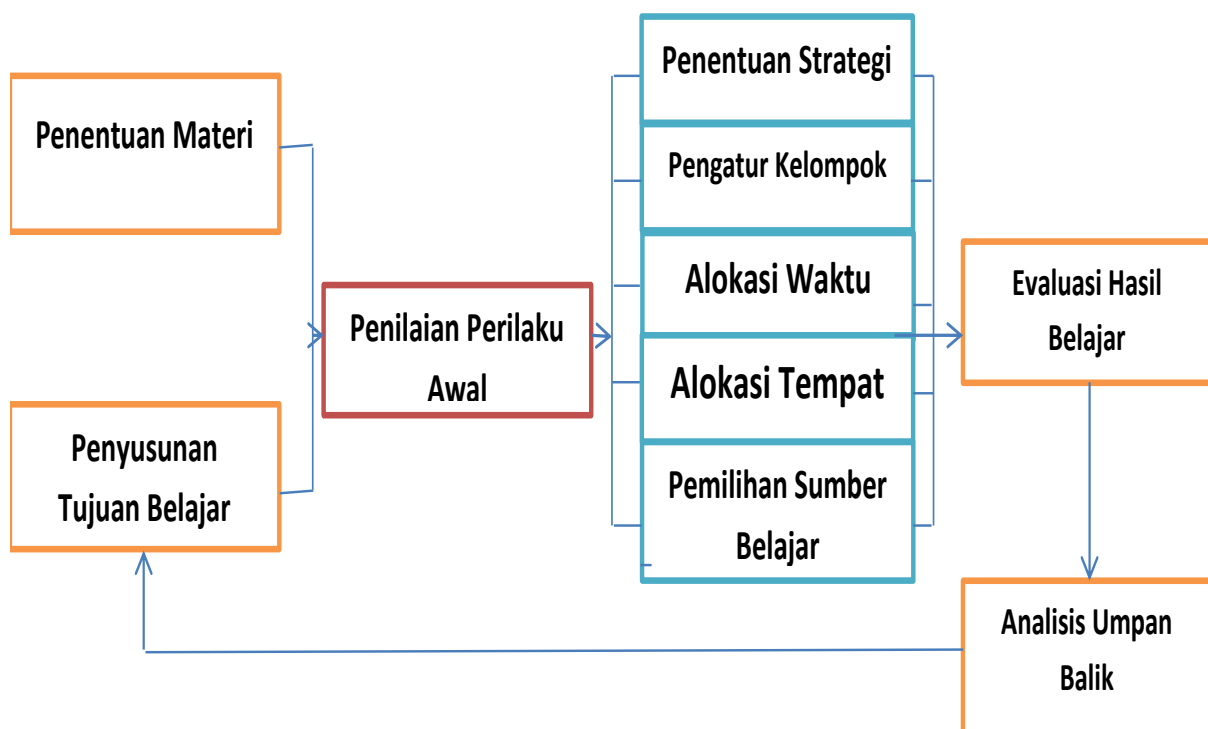 Penentuan Materi
Penyusunan
Tujuan Belajar
Penilaian Perilaku
Awal
Penentuan Strategi
Pengatur Kelompok
Alokasi Waktu
Alokasi Tempat
Pemilihan Sumber
Belajar
Evaluasi Hasil
Belajar
Analisis Umpan
Balik